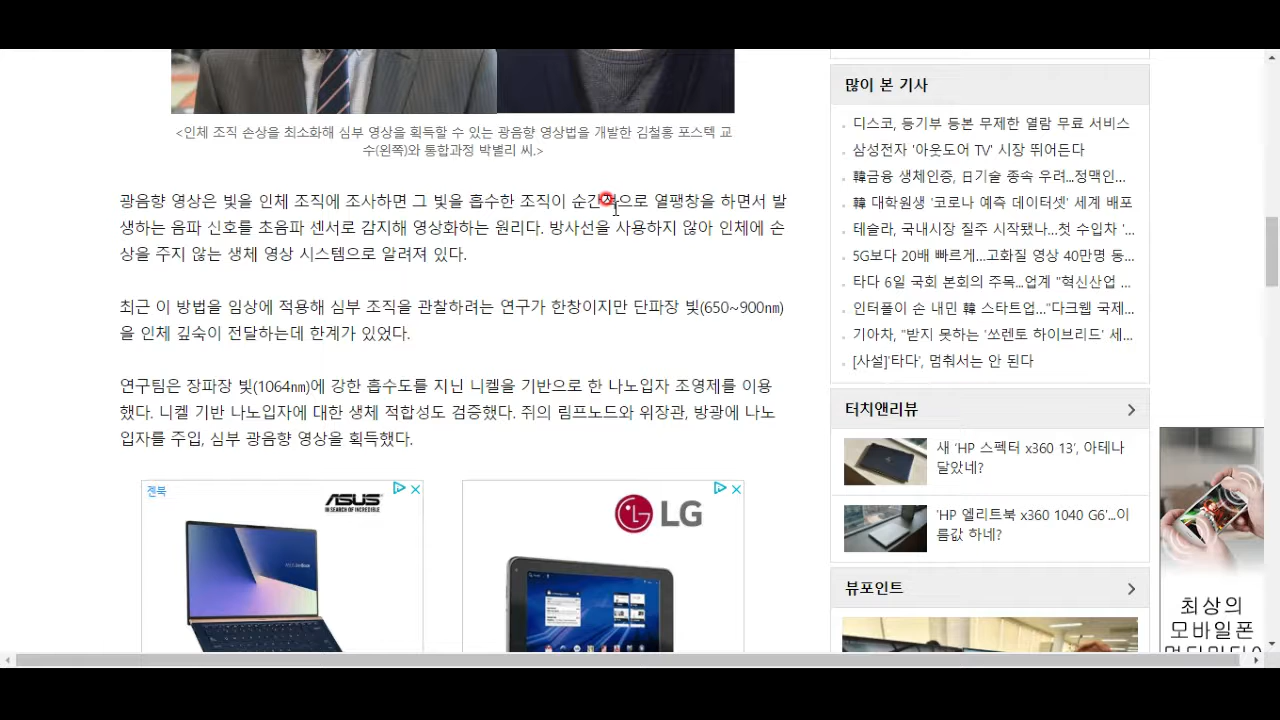 <인체 조직 손상을 최소화해 심부 영상을 획득할 수 있는 광음향 영상법을 개발한 김철홍 포스텍 교
수(왼쪽)와 통합과정 박별리 씨.>
광음향 영상은 빛을 인체 조직에 조사하면 그 빛을 흡수한 조직이 순간적으로 열팽창을 하면서 발
생하는 음파 신호를 초음파 센서로 감지해 영상화하는 원리다. 방사선을 사용하지 않아 인체에 손
상을 주지 않는 생체 영상 시스템으로 알려져 있다.
최근 이 방법을 임상에 적용해 심부 조직을 관찰하려는 연구가 한창이지만 단파장 빛(650~900㎚)
을 인체 깊숙이 전달하는데 한계가 있었다.
연구팀은 장파장 빛(1064㎚)에 강한 흡수도를 지닌 니켈을 기반으로 한 나노입자 조영제를 이용
했다. 니켈 기반 나노입자에 대한 생체 적합성도 검증했다. 쥐의 림프노드와 위장관, 방광에 나노
입자를 주입, 심부 광음향 영상을 획득했다.
젠북
ASUS
IN SEARCH OF INCREDIBLE
LG
많이 본 기사
디스코, 등기부 등본 무제한 열람 무료 서비스
삼성전자 '아웃도어 TV' 시장 뛰어든다
韓금융 생체인증, 日기술 종속 우려...정맥인...
韓 대학원생 '코로나 예측 데이터셋' 세계 배포
테슬라, 국내시장 질주 시작됐나...첫 수입차 '...
5G보다 20배 빠르게...고화질 영상 40만명 동...
타다 6일 국회 본회의 주목...업계 "혁신산업 ...
인터폴이 손 내민 韓 스타트업..."다크웹 국제...
기아차, "받지 못하는 '쏘렌토 하이브리드' 세...
[사설]'타다', 멈춰서는 안 된다
터치앤리뷰
새 ‘HP 스펙터 x360 13’, 아테나
달았네?
'HP 엘리트북 x360 1040 G6'...이
름값 하네?
뷰포인트
최상의
모바일폰